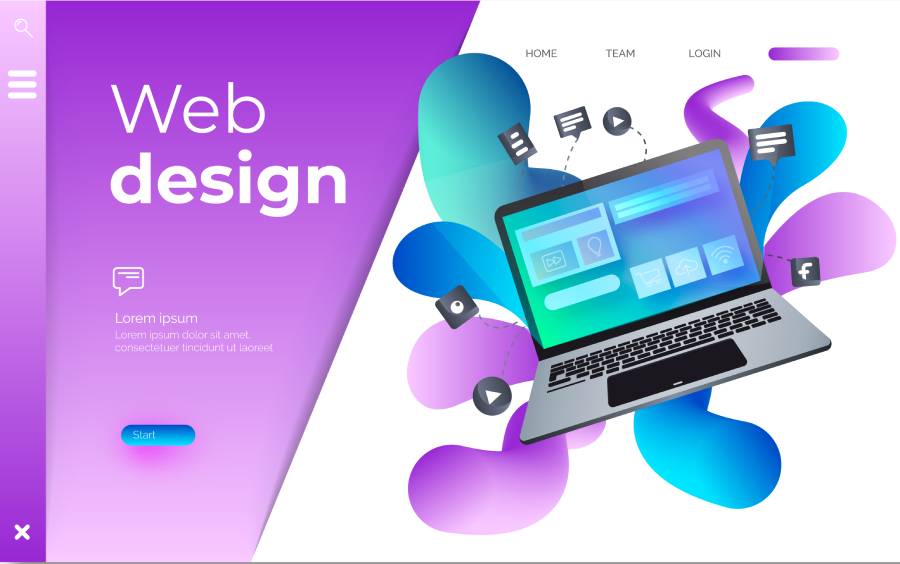 HOME TEAM LOGIN
Web
design
Lorem ipsum
Lorem ipsum dolor sit amet,
consectetuer tincidunt ut laoreet
Start